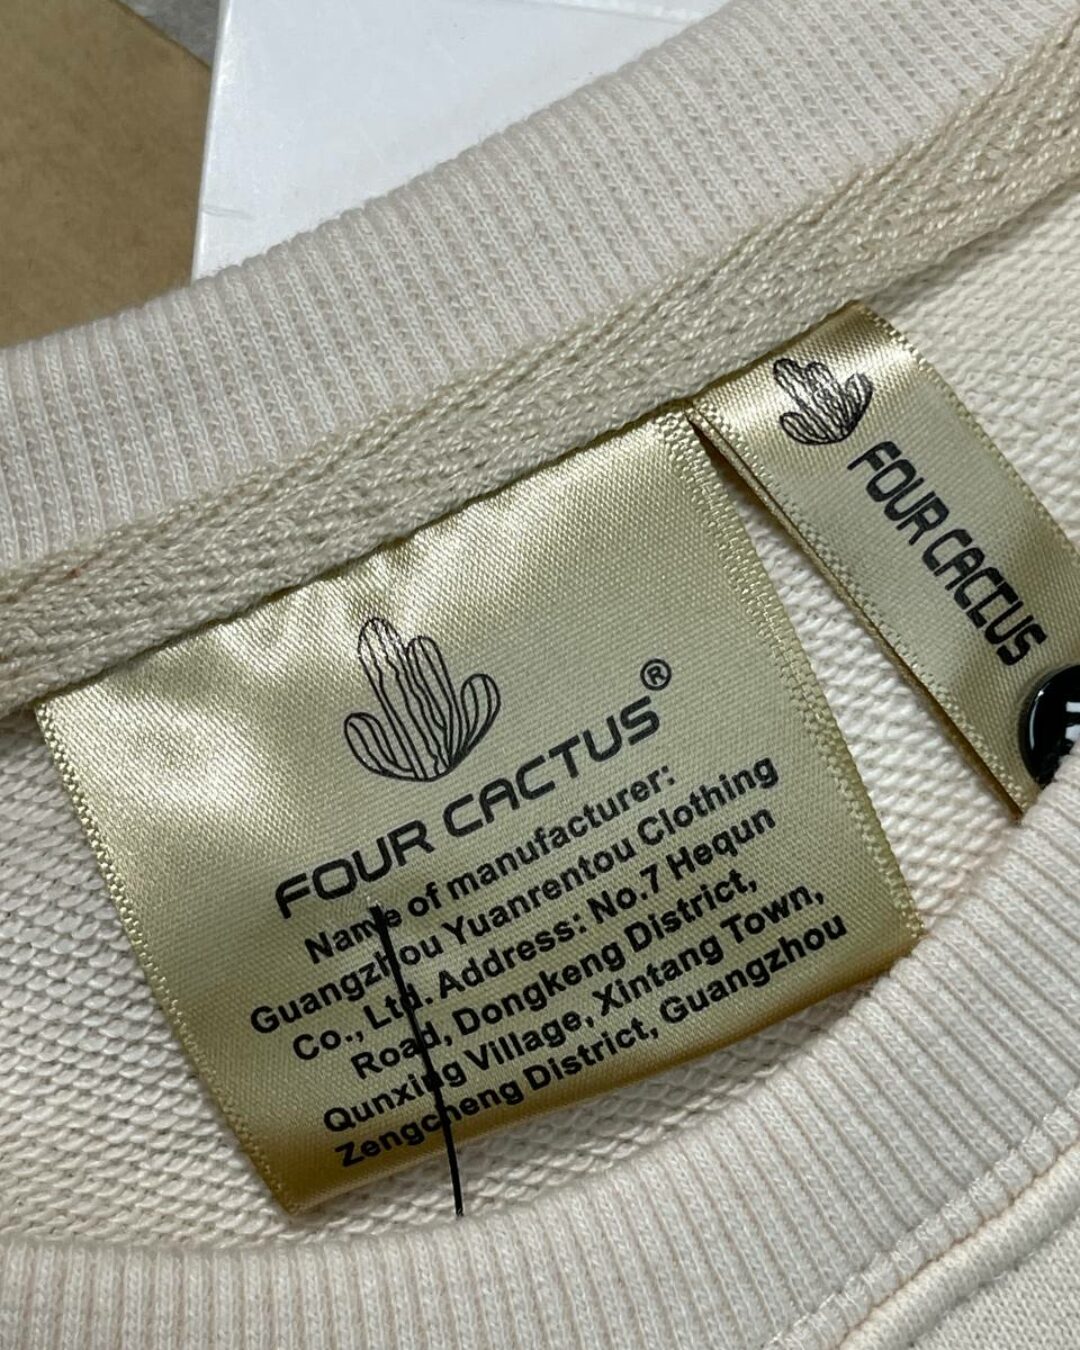 FOUR CACTUS®
Name of manufacturer:
Guangzhou Yuanrentou Clothing
Co., Ltd. Address: No.7 Hequn
Road, Dongkeng District,
Qunxing Village, Xintang Town,
Zengcheng District, Guangzhou
FOUR CACTUS